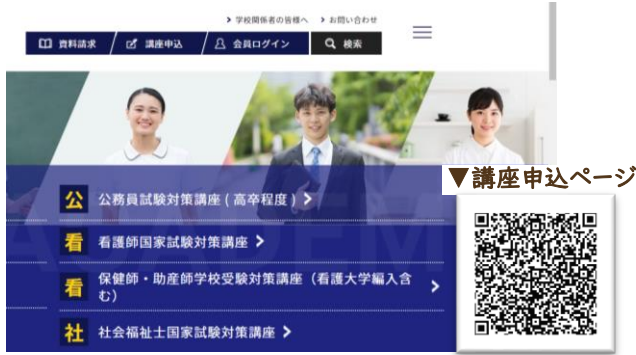 学校関係者の皆様へ お問い合わせ
資料請求 講座申込 会員ログイン 検索
▼講座申込ページ
公 公務員試験対策講座 ( 高卒程度 )
看 看護師国家試験対策講座
看 保健師・助産師学校受験対策講座（看護大学編入含
む）
社 社会福祉士国家試験対策講座